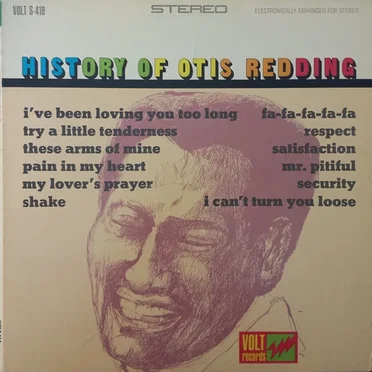 VOLT S-418
STEREO
ELECTRONICALLY ENHANCED FOR STEREO
HISTORY OF OTIS REDDING
i've been loving you too long fa-fa-fa-fa-fa
try a little tenderness respect
these arms of mine satisfaction
pain in my heart mr. pitiful
my lover's prayer security
shake i can't turn you loose
VOLT
records